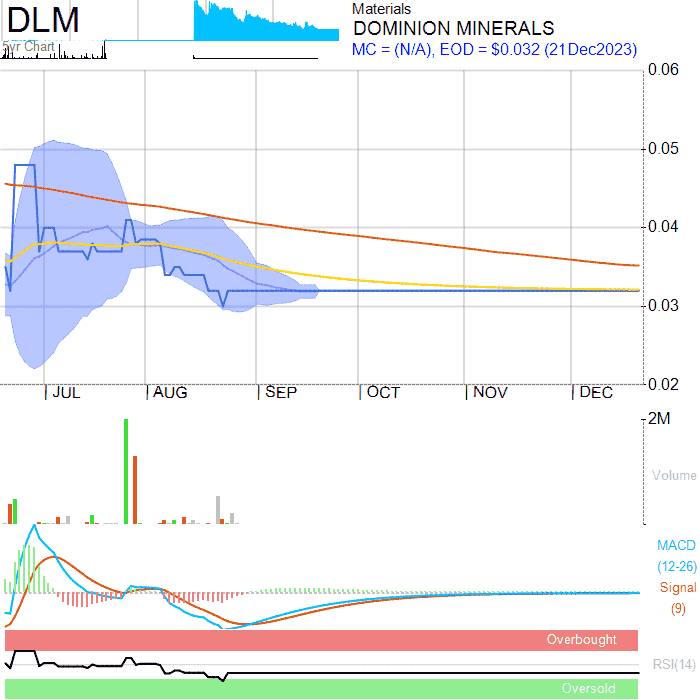 DLM
5yr Chart
Materials
DOMINION MINERALS
MC = (N/A), EOD = $0.032 (21Dec2023)
0.06
0.05
0.04
0.03
0.02
JUL AUG SEP OCT NOV DEC
2M
Volume
MACD
(12-26)
Signal
(9)
Overbought
RSI(14)
Oversold